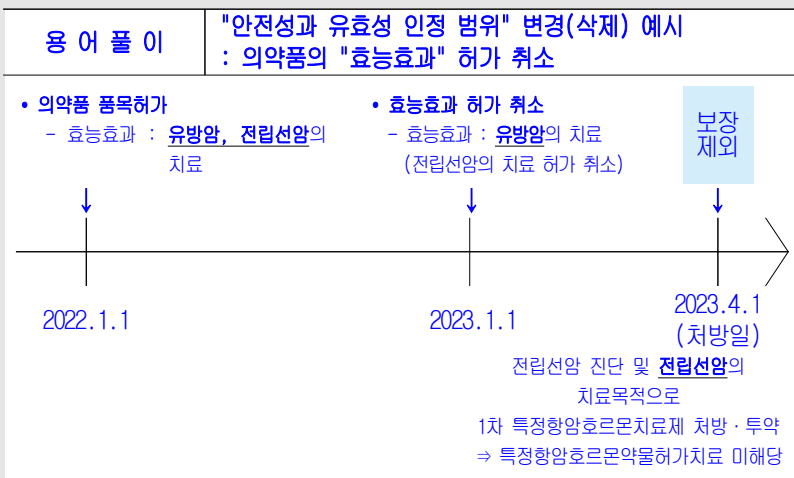 용 어 풀 이
"안전성과 유효성 인정 범위" 변경(삭제) 예시
: 의약품의 "효능효과" 허가 취소
• 의약품 품목허가
- 효능효과 : 유방암, 전립선암의
치료
• 효능효과 허가 취소
- 효능효과 : 유방암의 치료
(전립선암의 치료 허가 취소)
보장
제외
2022.1.1
2023.1.1
2023.4.1
(처방일)
전립선암 진단 및 전립선암의
치료목적으로
1차 특정항암호르몬치료제 처방·투약
⇒ 특정항암호르몬약물허가치료 미해당